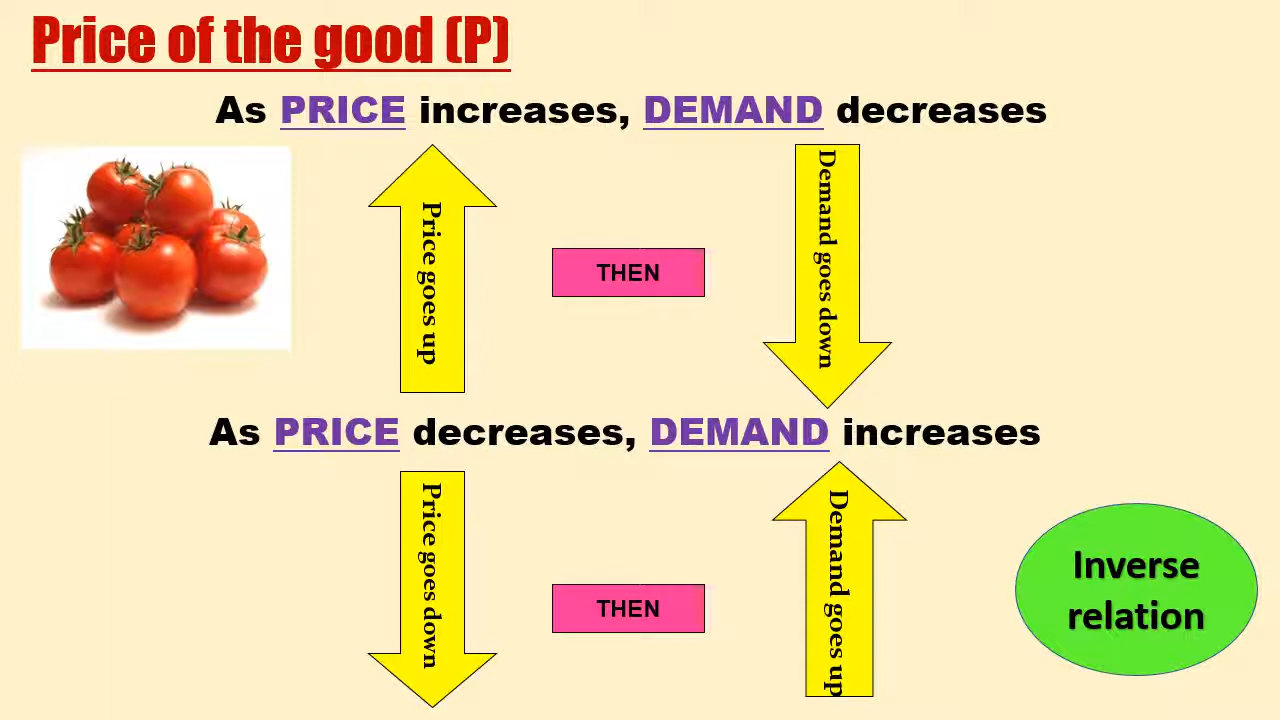 Price of the good (P)
As PRICE increases, DEMAND decreases
Price goes up
THEN
Demand goes down
As PRICE decreases, DEMAND increases
Price goes down
THEN
Demand goes up
Inverse
relation